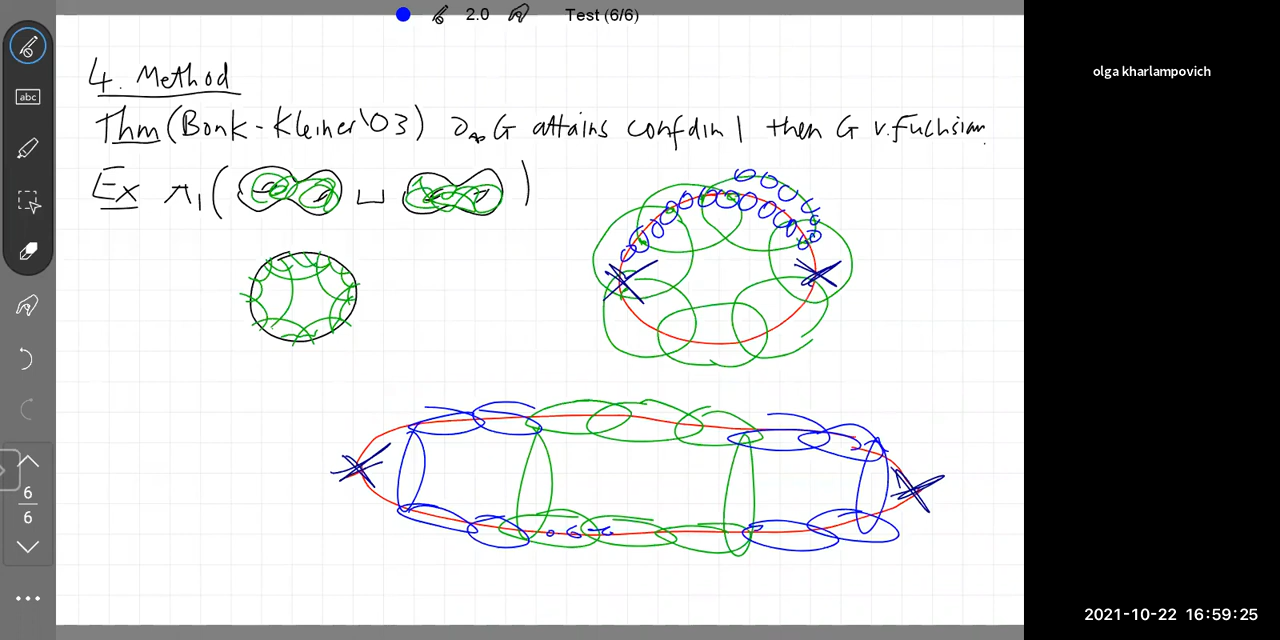 2.0 Test (6/6)
abc
olga kharlampovich
4. Method
Thm (Bonk-Kleiner '03) ∂∞G attains confdim 1 then G v.Fuchsian.
Ex π₁( ⊔ )
6
6
2021-10-22 16:59:25